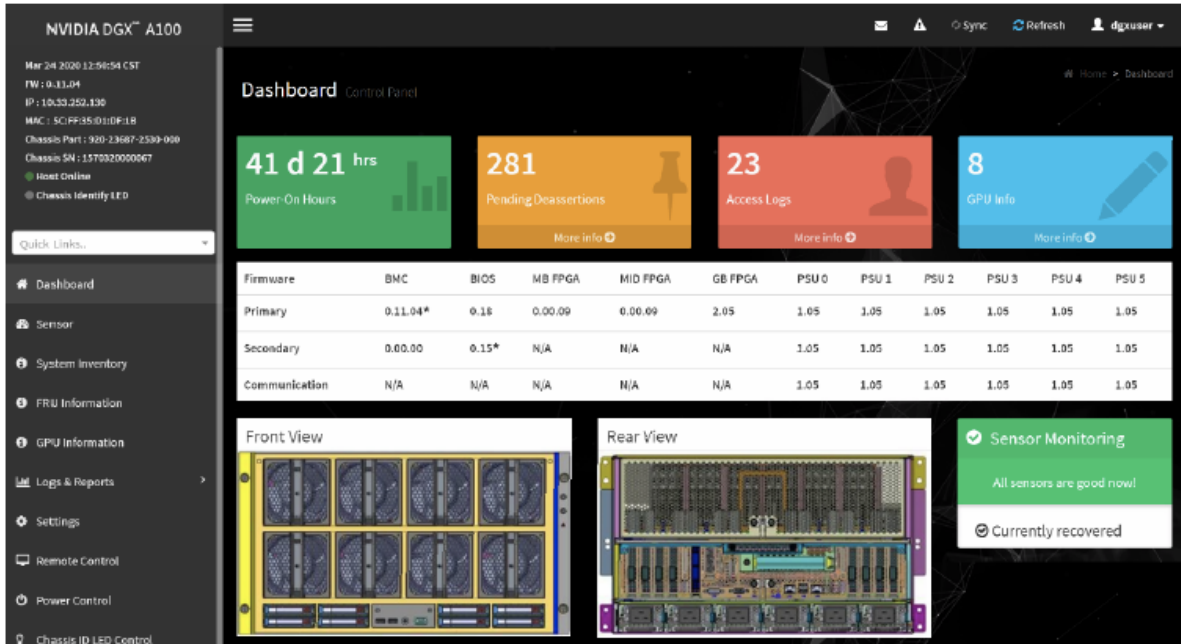 NVIDIA DGX™ A100
Mar 24 2020 12:50:54 CST
FW : 0.11.04
IP : 10.33.252.130
MAC : 5C:FF:35:D1:DF:1B
Chassis Part : 920-23687-2530-000
Chassis SN : 1570320000067
Host Online
Chassis Identify LED
Quick Links..
Dashboard
Sensor
System Inventory
FRU Information
GPU Information
Logs & Reports
Settings
Remote Control
Power Control
Chassis ID LED Control
Sync Refresh dgxuser
Dashboard Control Panel
Home > Dashboard
41 d 21 hrs
Power-On Hours
281
Pending Deassertions
More info
23
Access Logs
More info
8
GPU Info
More info
Firmware BMC BIOS MB FPGA MID FPGA GB FPGA PSU 0 PSU 1 PSU 2 PSU 3 PSU 4 PSU 5
Primary 0.11.04* 0.18 0.00.09 0.00.09 2.05 1.05 1.05 1.05 1.05 1.05 1.05
Secondary 0.00.00 0.15* N/A N/A N/A 1.05 1.05 1.05 1.05 1.05 1.05
Communication N/A N/A N/A N/A N/A 1.05 1.05 1.05 1.05 1.05 1.05
Front View
Rear View
Sensor Monitoring
All sensors are good now!
Currently recovered